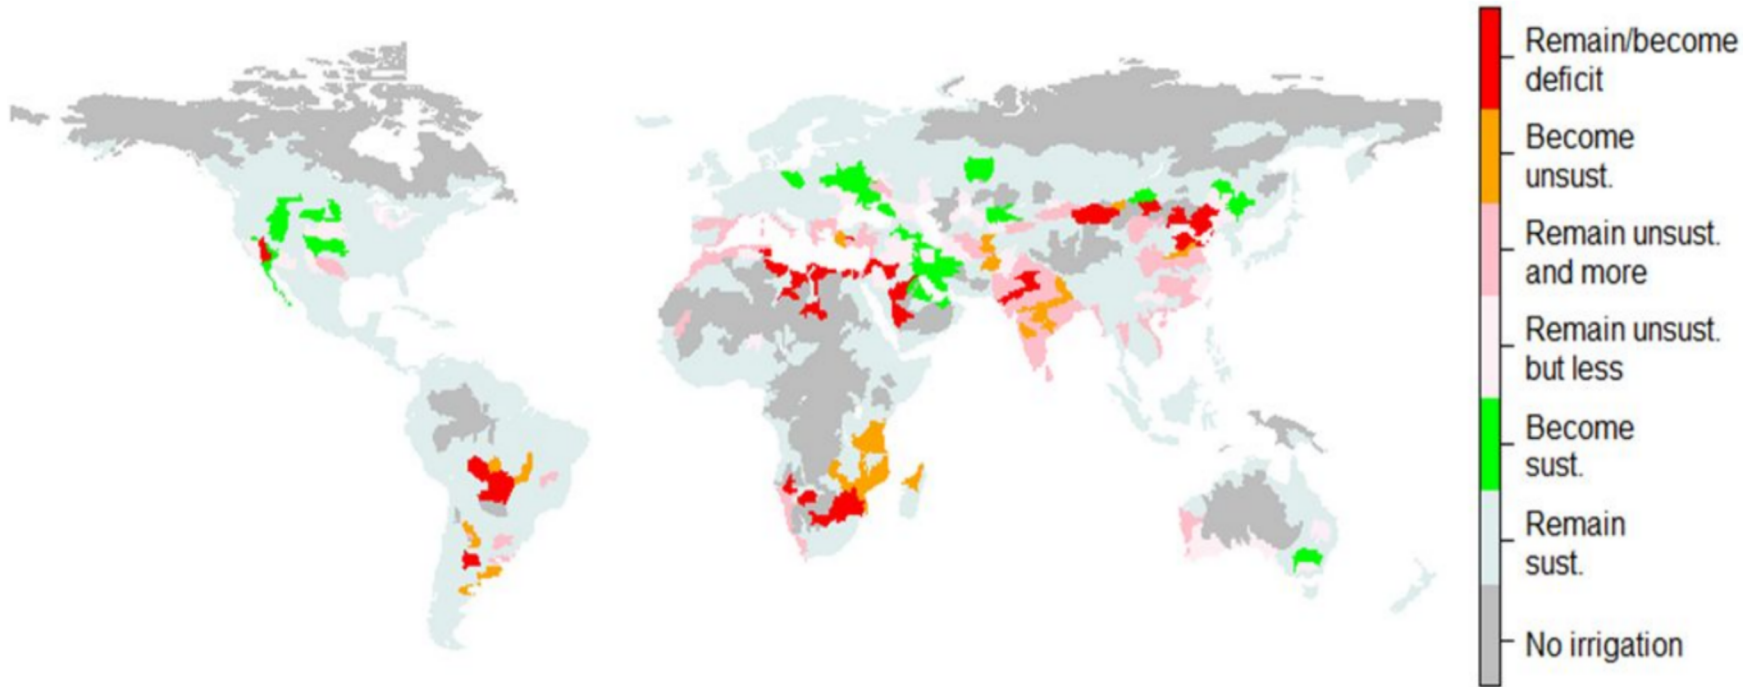 Remain/become
deficit
Become
unsust.
Remain unsust.
and more
Remain unsust.
but less
Become
sust.
Remain
sust.
No irrigation